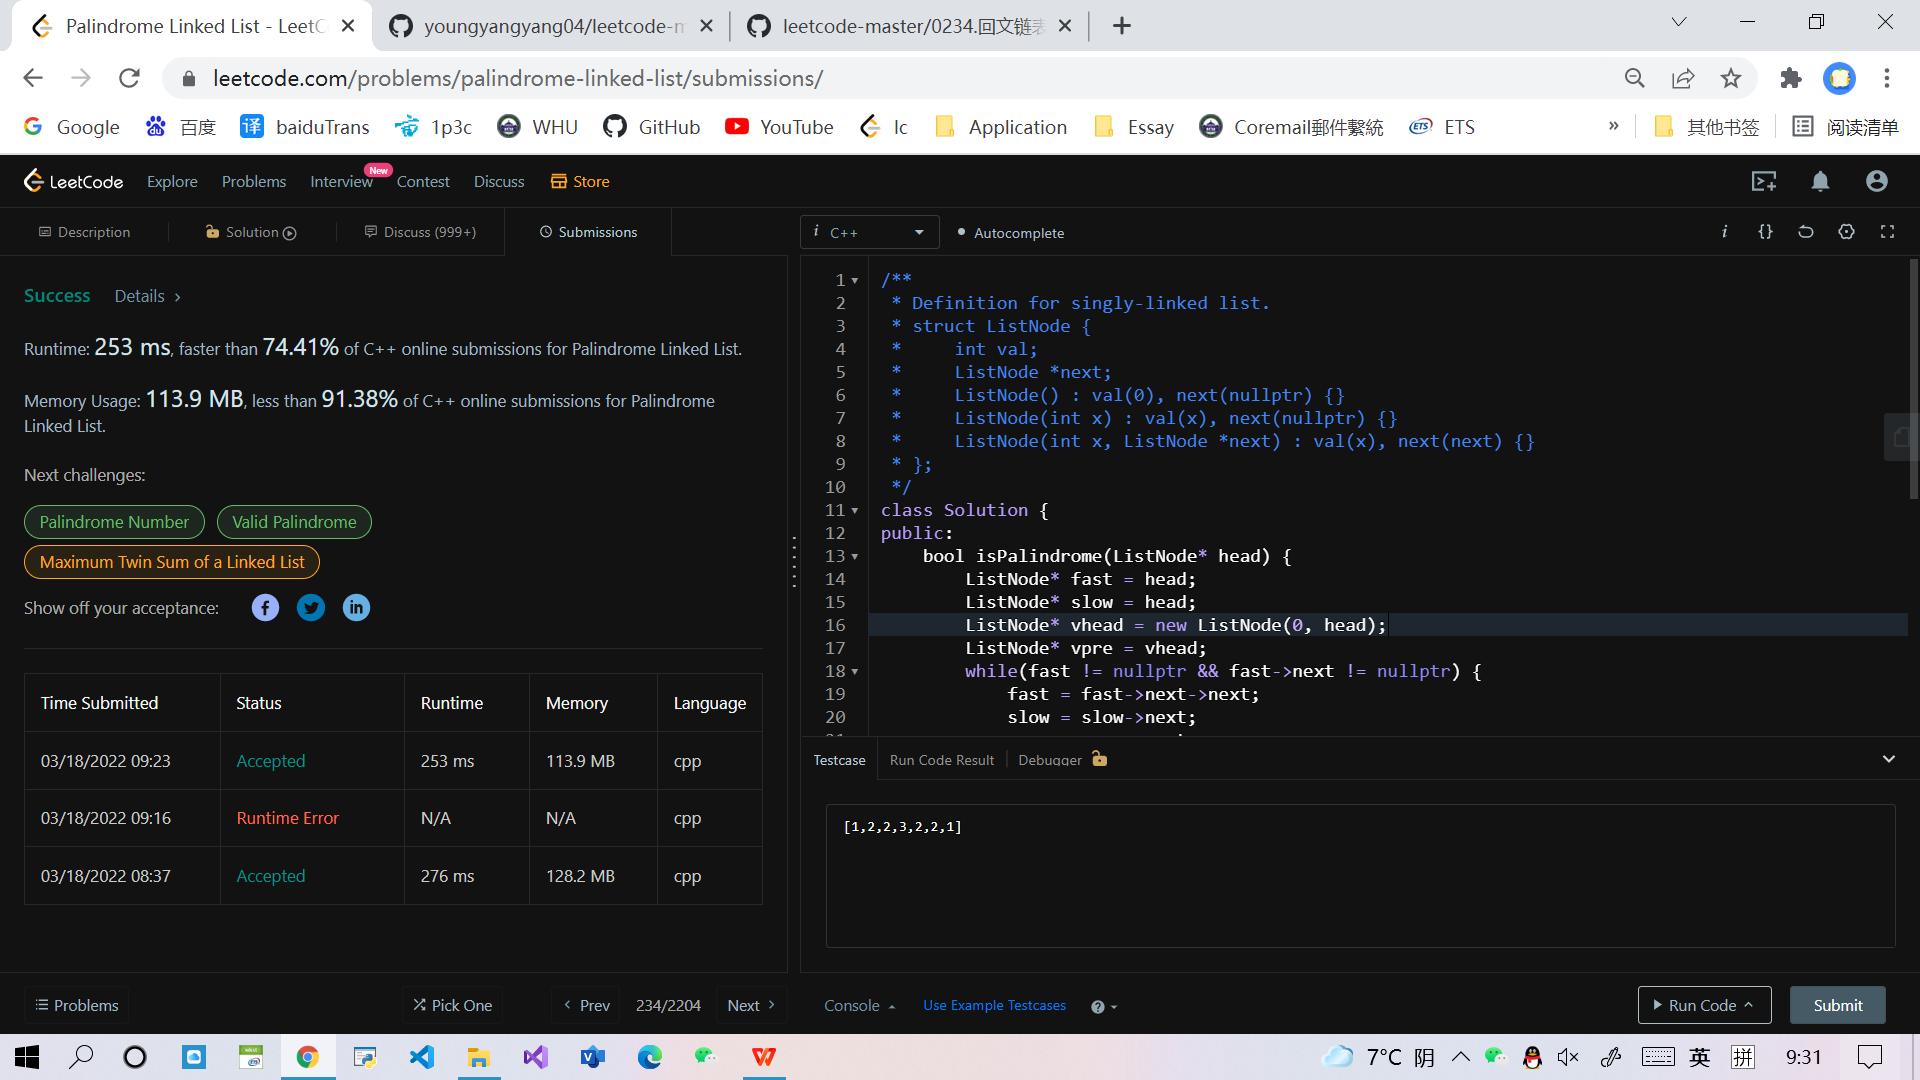 Palindrome Linked List - LeetC
youngyangyang04/leetcode-m
leetcode-master/0234.回文链表
leetcode.com/problems/palindrome-linked-list/submissions/
Google
百度
baiduTrans
1p3c
WHU
GitHub
YouTube
lc
Application
Essay
Coremail郵件繫統
ETS
»
其他书签
阅读清单
LeetCode
Explore
Problems
Interview
New
Contest
Discuss
Store
Description
Solution
Discuss (999+)
Submissions
i C++
Autocomplete
Success
Details >
Runtime: 253 ms, faster than 74.41% of C++ online submissions for Palindrome Linked List.
Memory Usage: 113.9 MB, less than 91.38% of C++ online submissions for Palindrome
Linked List.
Next challenges:
Palindrome Number
Valid Palindrome
Maximum Twin Sum of a Linked List
Show off your acceptance:
Time Submitted Status Runtime Memory Language
03/18/2022 09:23 Accepted 253 ms 113.9 MB cpp
03/18/2022 09:16 Runtime Error N/A N/A cpp
03/18/2022 08:37 Accepted 276 ms 128.2 MB cpp
1 /**
2 * Definition for singly-linked list.
3 * struct ListNode {
4 * int val;
5 * ListNode *next;
6 * ListNode() : val(0), next(nullptr) {}
7 * ListNode(int x) : val(x), next(nullptr) {}
8 * ListNode(int x, ListNode *next) : val(x), next(next) {}
9 * };
10 */
11 class Solution {
12 public:
13 bool isPalindrome(ListNode* head) {
14 ListNode* fast = head;
15 ListNode* slow = head;
16 ListNode* vhead = new ListNode(0, head);
17 ListNode* vpre = vhead;
18 while(fast != nullptr && fast->next != nullptr) {
19 fast = fast->next->next;
20 slow = slow->next;
Testcase
Run Code Result
Debugger
[1,2,2,3,2,2,1]
Problems
Pick One
< Prev
234/2204
Next >
Console
Use Example Testcases
Run Code
Submit
7°C 阴
英
拼
9:31